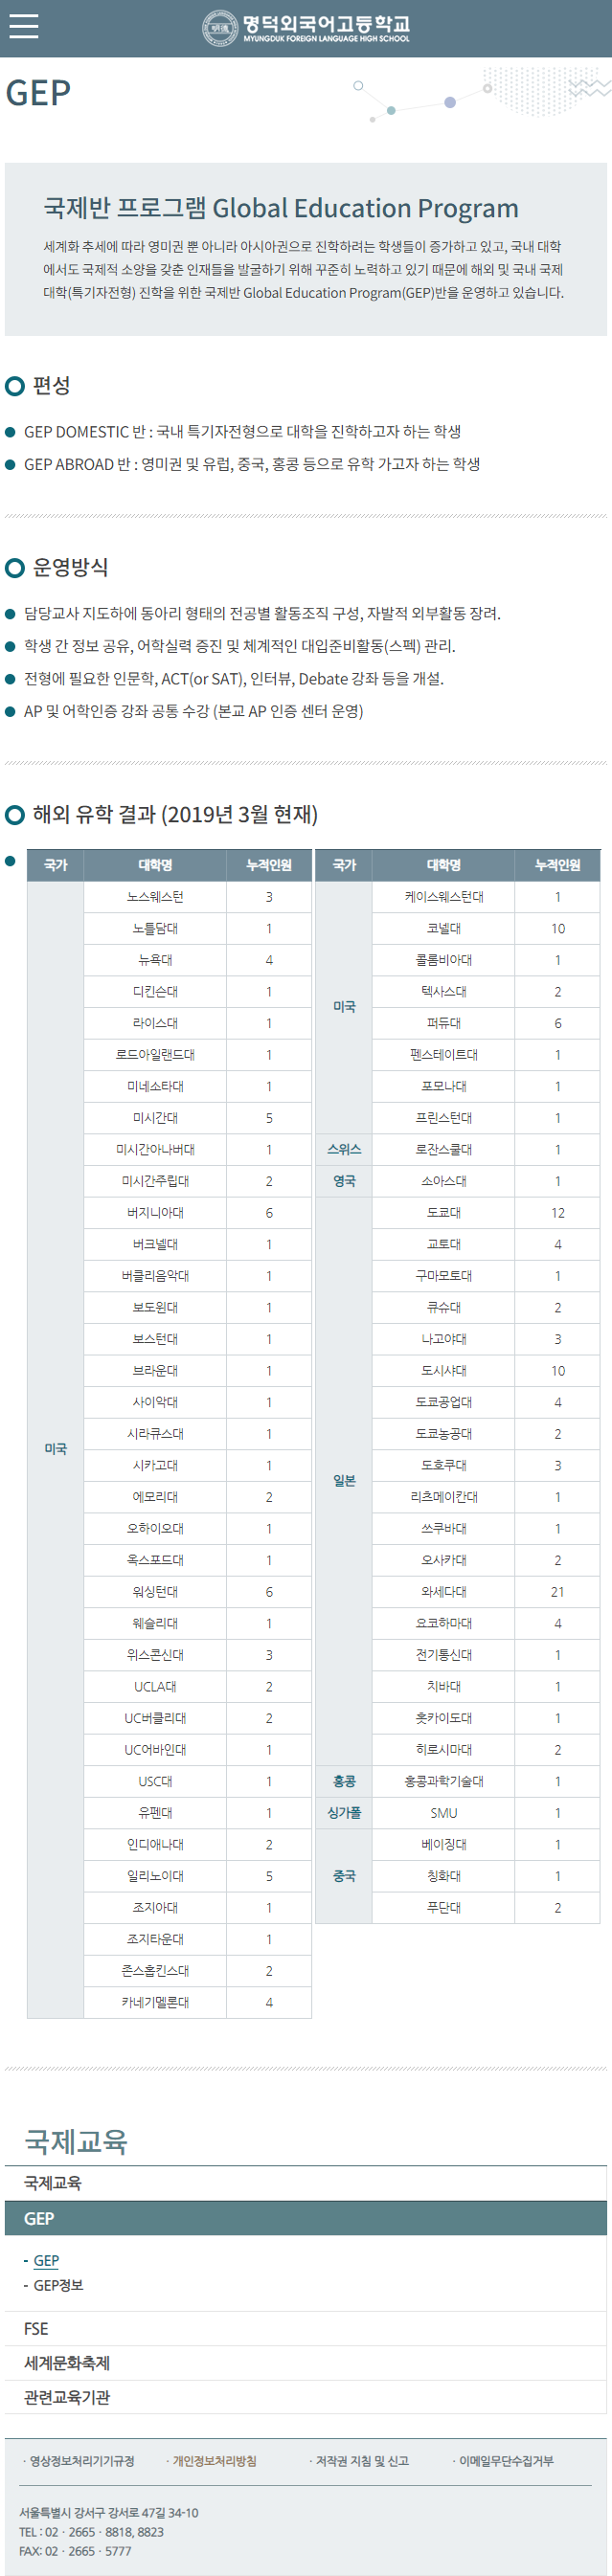 명덕외국어고등학교
MYUNGDUK FOREIGN LANGUAGE HIGH SCHOOL
GEP
국제반 프로그램 Global Education Program
세계화 추세에 따라 영미권 뿐 아니라 아시아권으로 진학하려는 학생들이 증가하고 있고, 국내 대학
에서도 국제적 소양을 갖춘 인재들을 발굴하기 위해 꾸준히 노력하고 있기 때문에 해외 및 국내 국제
대학(특기자전형) 진학을 위한 국제반 Global Education Program(GEP)반을 운영하고 있습니다.
편성
GEP DOMESTIC 반 : 국내 특기자전형으로 대학을 진학하고자 하는 학생
GEP ABROAD 반 : 영미권 및 유럽, 중국, 홍콩 등으로 유학 가고자 하는 학생
운영방식
담당교사 지도하에 동아리 형태의 전공별 활동조직 구성, 자발적 외부활동 장려.
학생 간 정보 공유, 어학실력 증진 및 체계적인 대입준비활동(스펙) 관리.
전형에 필요한 인문학, ACT(or SAT), 인터뷰, Debate 강좌 등을 개설.
AP 및 어학인증 강좌 공통 수강 (본교 AP 인증 센터 운영)
해외 유학 결과 (2019년 3월 현재)
국가 대학명 누적인원
미국
노스웨스턴 3
노틀담대 1
뉴욕대 4
디킨슨대 1
라이스대 1
로드아일랜드대 1
미네소타대 1
미시간대 5
미시간아나버대 1
미시간주립대 2
버지니아대 6
버크넬대 1
버클리음악대 1
보도윈대 1
보스턴대 1
브라운대 1
사이악대 1
시라큐스대 1
시카고대 1
에모리대 2
오하이오대 1
옥스포드대 1
워싱턴대 6
웨슬리대 1
위스콘신대 3
UCLA대 2
UC버클리대 2
UC어바인대 1
USC대 1
유펜대 1
인디애나대 2
일리노이대 5
조지아대 1
조지타운대 1
존스홉킨스대 2
카네기멜론대 4
국가 대학명 누적인원
미국
케이스웨스턴대 1
코넬대 10
콜롬비아대 1
텍사스대 2
퍼듀대 6
펜스테이트대 1
포모나대 1
프린스턴대 1
스위스 로잔스쿨대 1
영국 소아스대 1
일본
도쿄대 12
교토대 4
구마모토대 1
큐슈대 2
나고야대 3
도시샤대 10
도쿄공업대 4
도쿄농공대 2
도호쿠대 3
리츠메이칸대 1
쓰쿠바대 1
오사카대 2
와세다대 21
요코하마대 4
전기통신대 1
치바대 1
홋카이도대 1
히로시마대 2
홍콩 홍콩과학기술대 1
싱가폴 SMU 1
중국
베이징대 1
칭화대 1
푸단대 2
국제교육
국제교육
GEP
- GEP
- GEP정보
FSE
세계문화축제
관련교육기관
· 영상정보처리기기규정 · 개인정보처리방침 · 저작권 지침 및 신고 · 이메일무단수집거부
서울특별시 강서구 강서로 47길 34-10
TEL : 02 · 2665 · 8818, 8823
FAX: 02 · 2665 · 5777